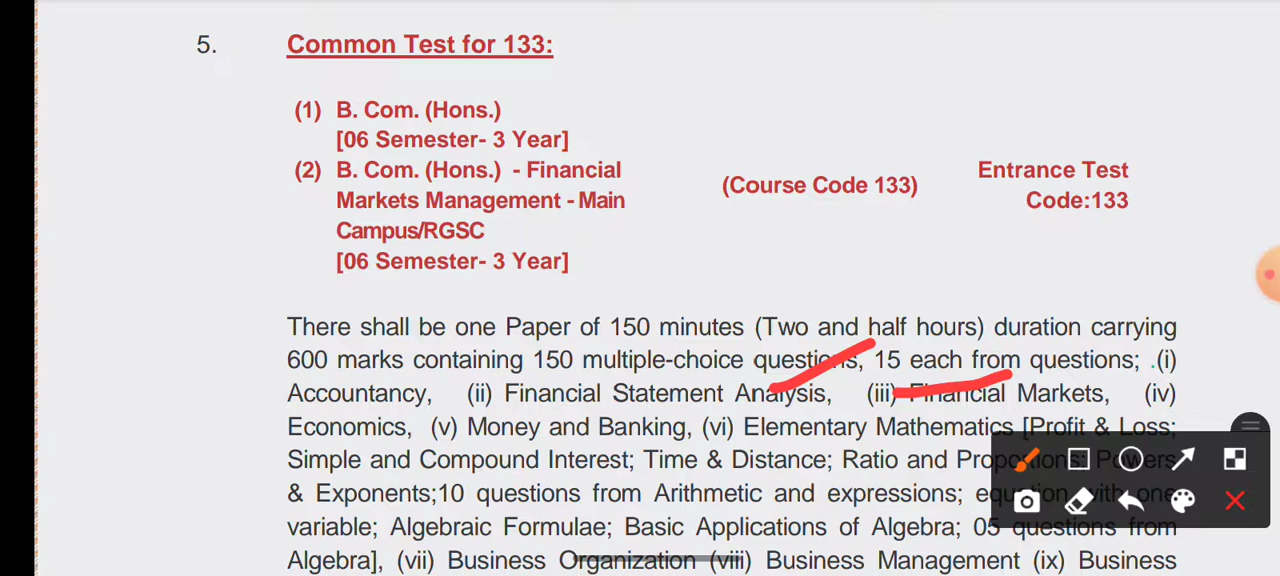 5. Common Test for 133:
(1) B. Com. (Hons.)
[06 Semester- 3 Year]
(2) B. Com. (Hons.) - Financial
Markets Management - Main
Campus/RGSC
[06 Semester- 3 Year]
(Course Code 133)
Entrance Test
Code:133
There shall be one Paper of 150 minutes (Two and half hours) duration carrying
600 marks containing 150 multiple-choice questions, 15 each from questions; .(i)
Accountancy, (ii) Financial Statement Analysis, (iii) Financial Markets, (iv)
Economics, (v) Money and Banking, (vi) Elementary Mathematics [Profit & Loss;
Simple and Compound Interest; Time & Distance; Ratio and Proportions; Powers
& Exponents;10 questions from Arithmetic and expressions; equation with one
variable; Algebraic Formulae; Basic Applications of Algebra; 05 questions from
Algebra], (vii) Business Organization (viii) Business Management (ix) Business